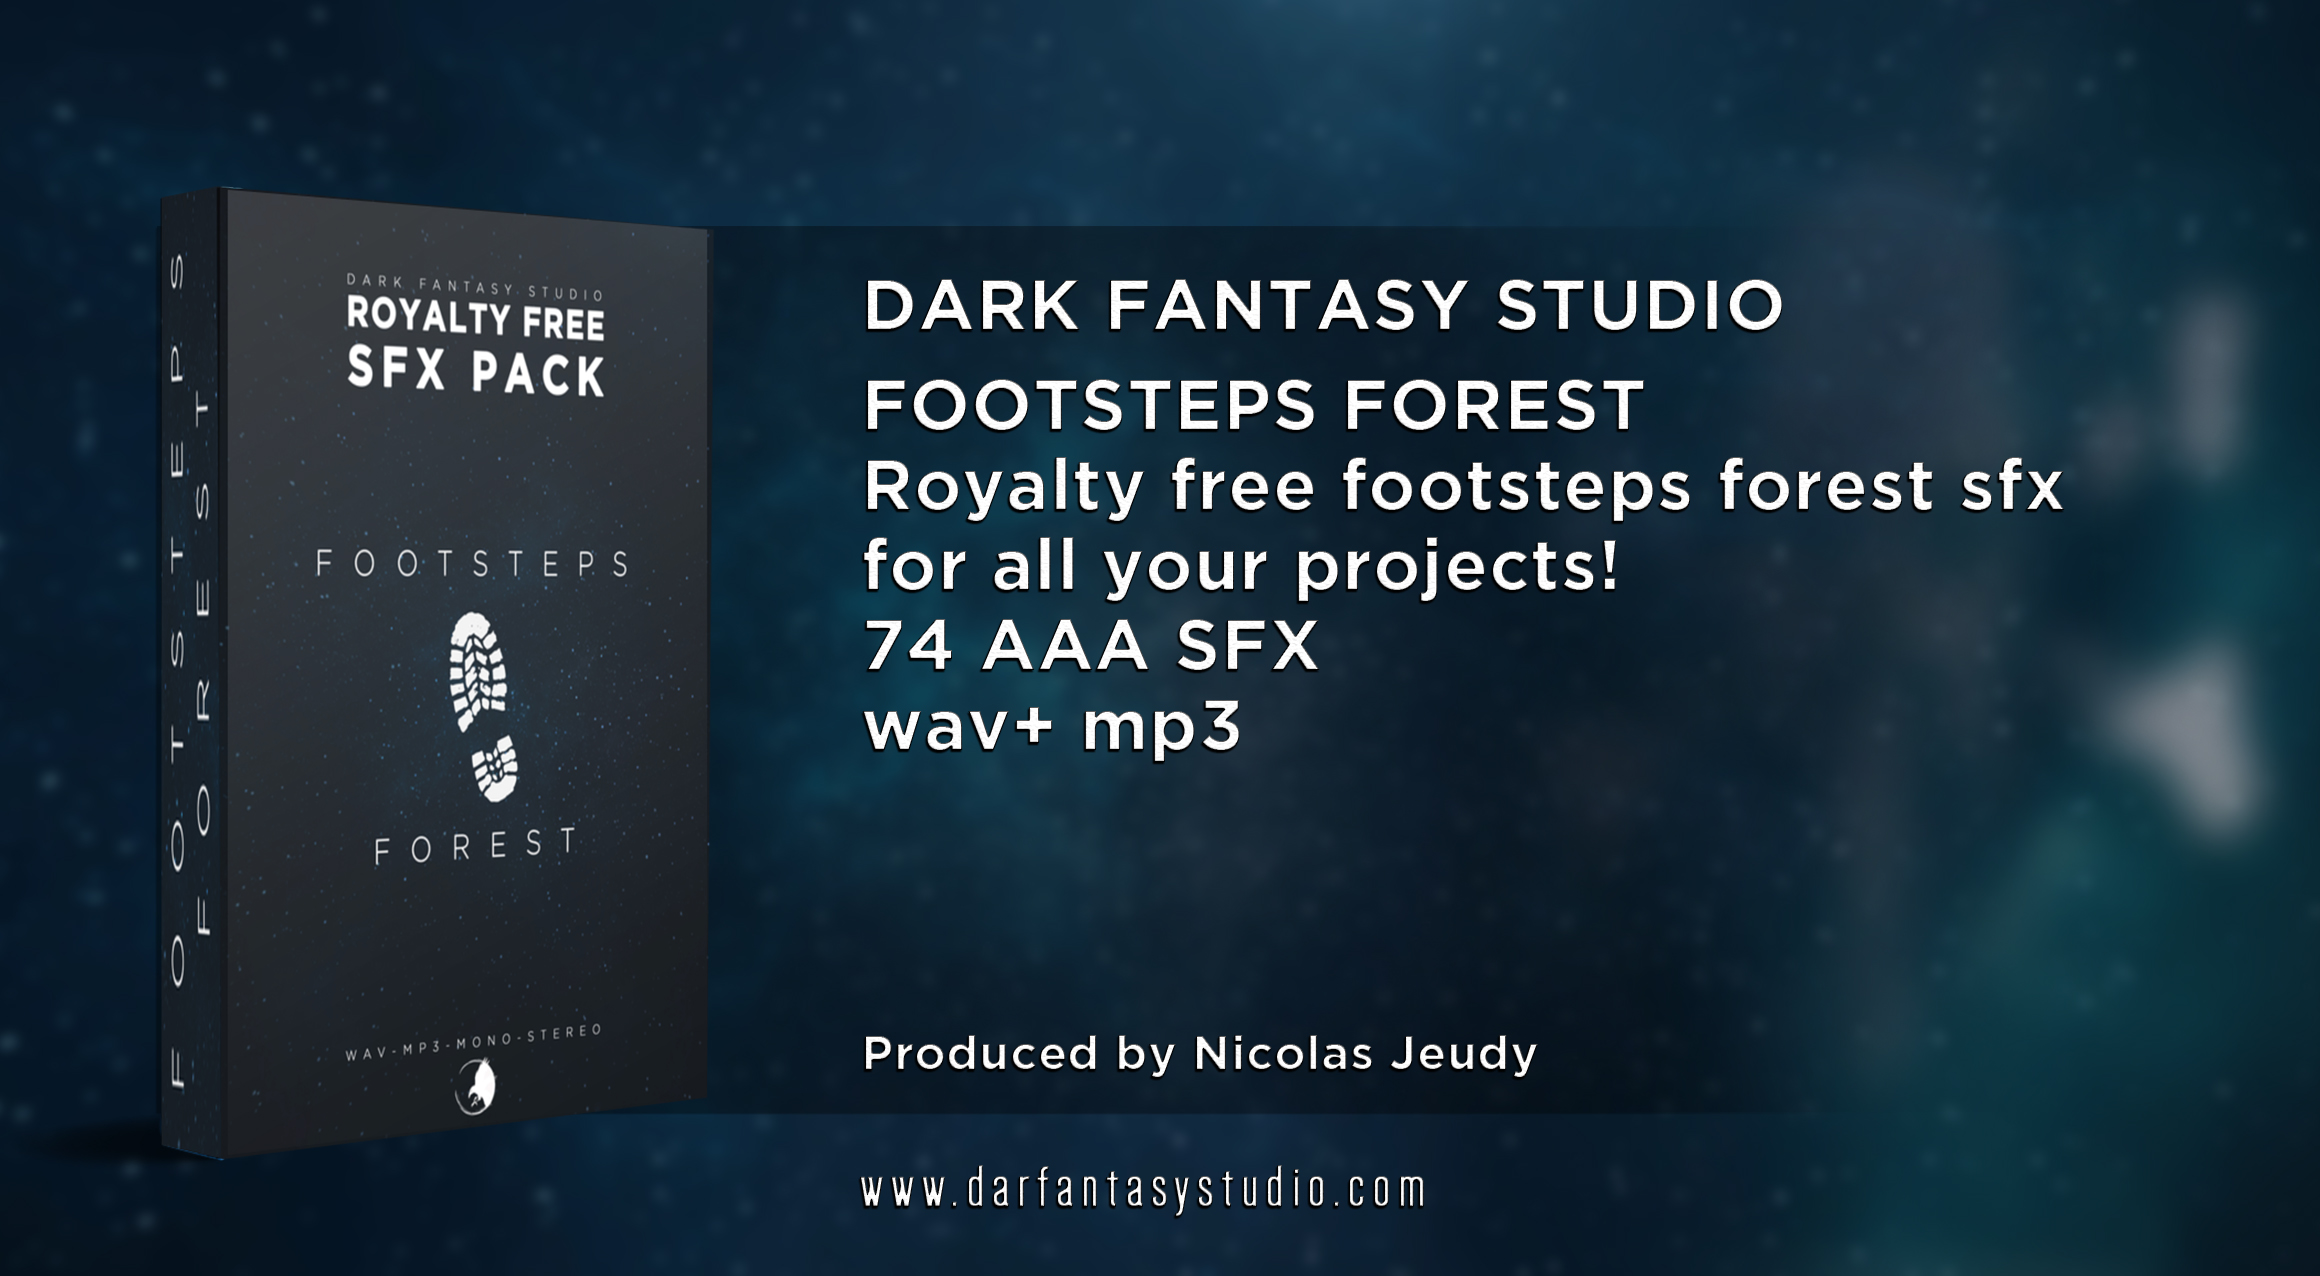 FOOTSTEPS
FOREST
DARK FANTASY STUDIO
ROYALTY FREE
SFX PACK
FOOTSTEPS
FOREST
WAV-MP3-MONO-STEREO
DARK FANTASY STUDIO
FOOTSTEPS FOREST
Royalty free footsteps forest sfx
for all your projects!
74 AAA SFX
wav+ mp3
Produced by Nicolas Jeudy
www.darfantasystudio.com